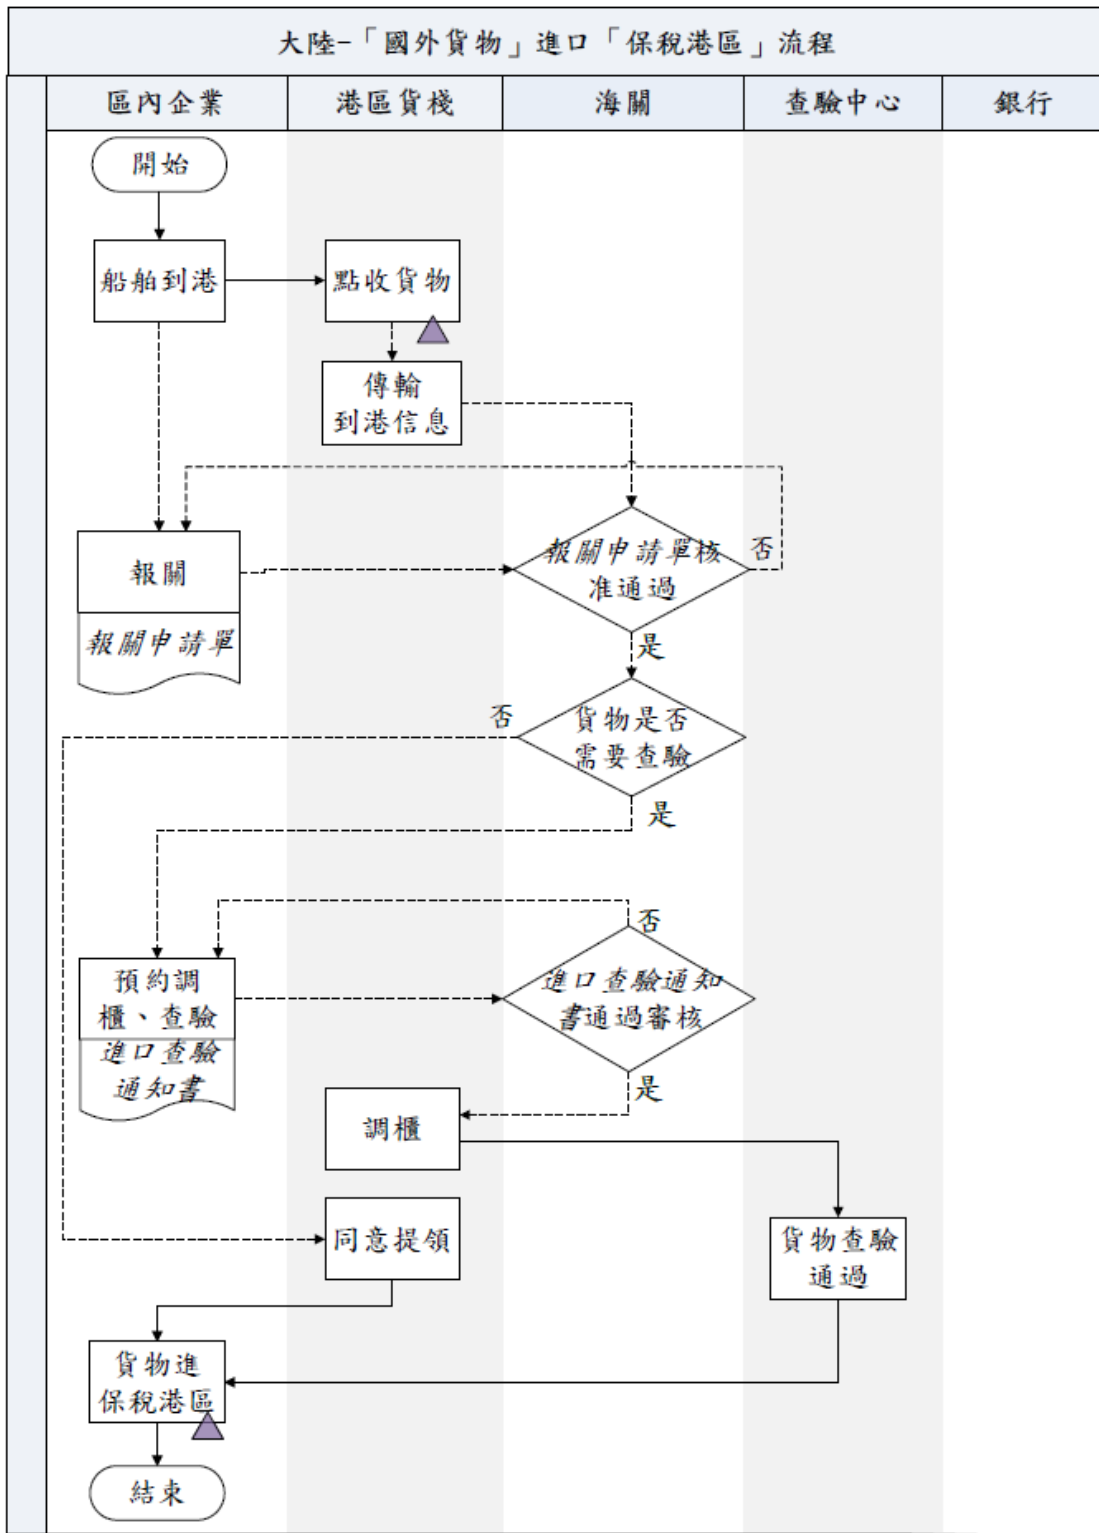 大陸-「國外貨物」進口「保稅港區」流程
區內企業
港區貨棧
海關
查驗中心
銀行
開始
船舶到港
點收貨物
傳輸
到港信息
報關
報關申請單
報關申請單核
准通過
否
是
貨物是否
需要查驗
否
是
預約調
櫃、查驗
進口查驗
通知書
進口查驗通知
書通過審核
否
是
調櫃
同意提領
貨物查驗
通過
貨物進
保稅港區
結束